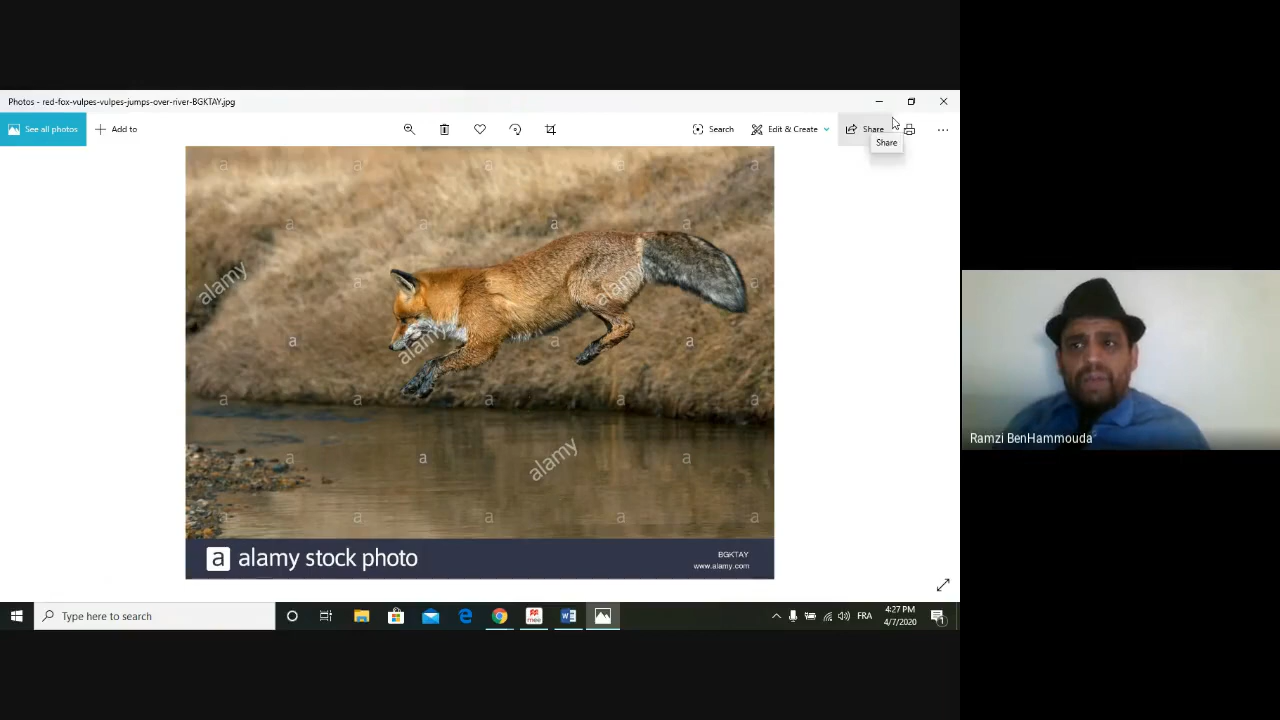 Photos - red-fox-vulpes-vulpes-jumps-over-river-BGKTAY.jpg
See all photos
Add to
Search
Edit & Create
Share
Share
a a a a a
a a a a
alamy alamy
a a
alamy
a a a
a a a a a
a a alamy a
a a a a a
a alamy stock photo
BGKTAY
www.alamy.com
Ramzi BenHammouda
Type here to search
FRA
4:27 PM
4/7/2020
1